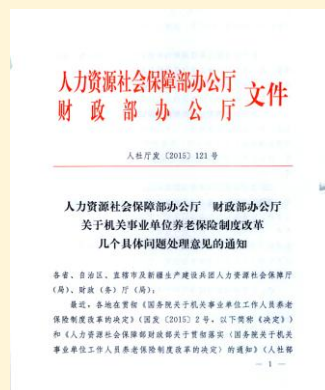 人力资源社会保障部办公厅
财政部办公厅
文件
人社厅发〔2015〕121号
人力资源社会保障部办公厅 财政部办公厅
关于机关事业单位养老保险制度改革
几个具体问题处理意见的通知
各省、自治区、直辖市及新疆生产建设兵团人力资源社会保障厅
（局）、财政（务）厅（局）：
最近，各地在贯彻《国务院关于机关事业单位工作人员养老
保险制度改革的决定》（国发〔2015〕2号，以下简称《决定》）
和《人力资源社会保障部财政部关于贯彻落实〈国务院关于机关
事业单位工作人员养老保险制度改革的决定〉的通知》（人社部
— 1 —